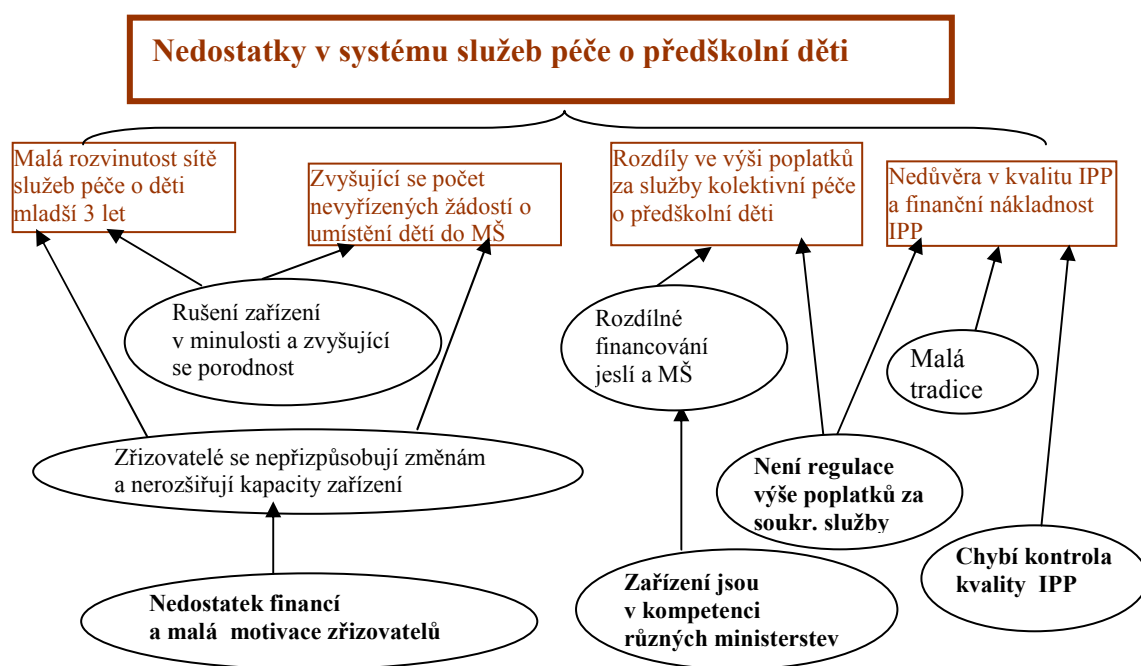 Nedostatky v systému služeb péče o předškolní děti
Malá rozvinutost sítě
služeb péče o děti
mladší 3 let
Zvyšující se počet
nevyřízených žádostí o
umístění dětí do MŠ
Rozdíly ve výši poplatků
za služby kolektivní péče
o předškolní děti
Nedůvěra v kvalitu IPP
a finanční nákladnost
IPP
Rušení zařízení
v minulosti a zvyšující
se porodnost
Rozdílné
financování
jeslí a MŠ
Malá
tradice
Zřizovatelé se nepřizpůsobují změnám
a nerozšiřují kapacity zařízení
Není regulace
výše poplatků za
soukr. služby
Chybí kontrola
kvality IPP
Nedostatek financí
a malá motivace zřizovatelů
Zařízení jsou
v kompetenci
různých ministerstev